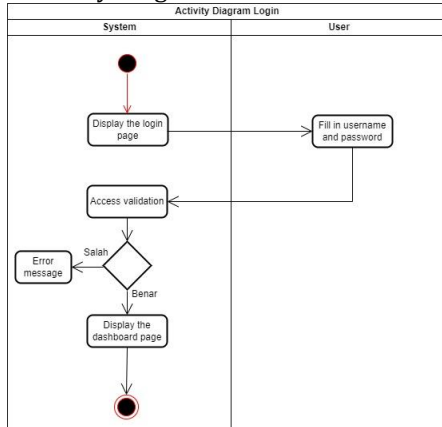 Activity Diagram Login
System
User
Display the login
page
Fill in username
and password
Access validation
Salah
Error
message
Benar
Display the
dashboard page